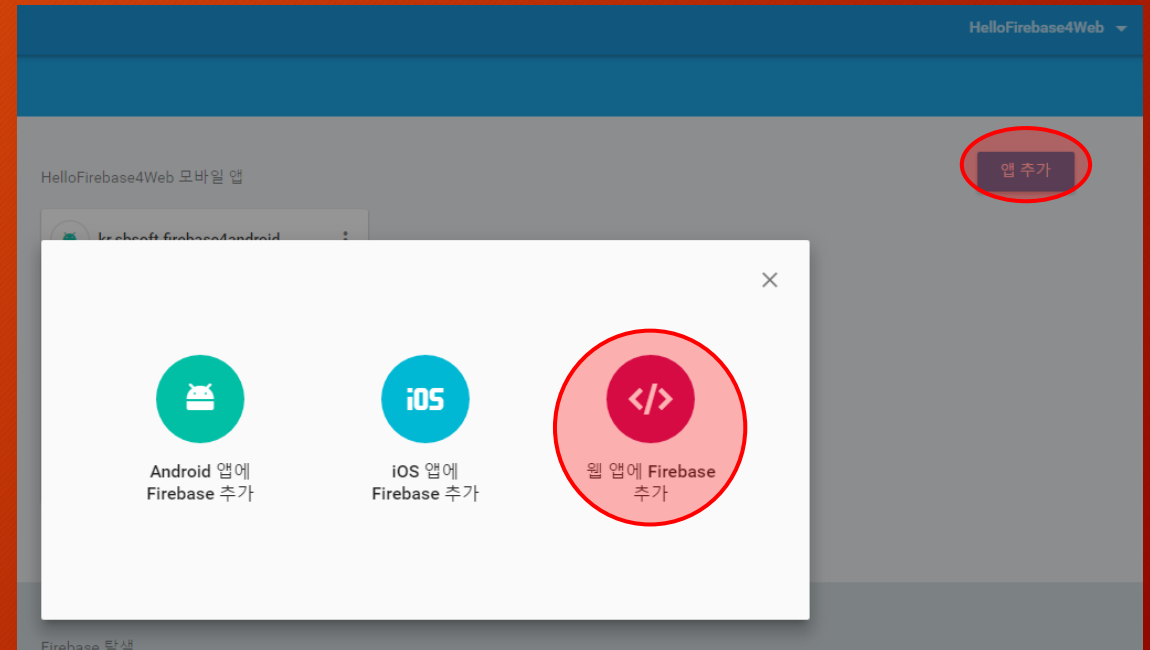 HelloFirebase4Web
앱 추가
HelloFirebase4Web 모바일 앱
kr.sbsoft.firebase4android
iOS
</>
Android 앱에
Firebase 추가
iOS 앱에
Firebase 추가
웹 앱에 Firebase
추가
Firebase 탐색